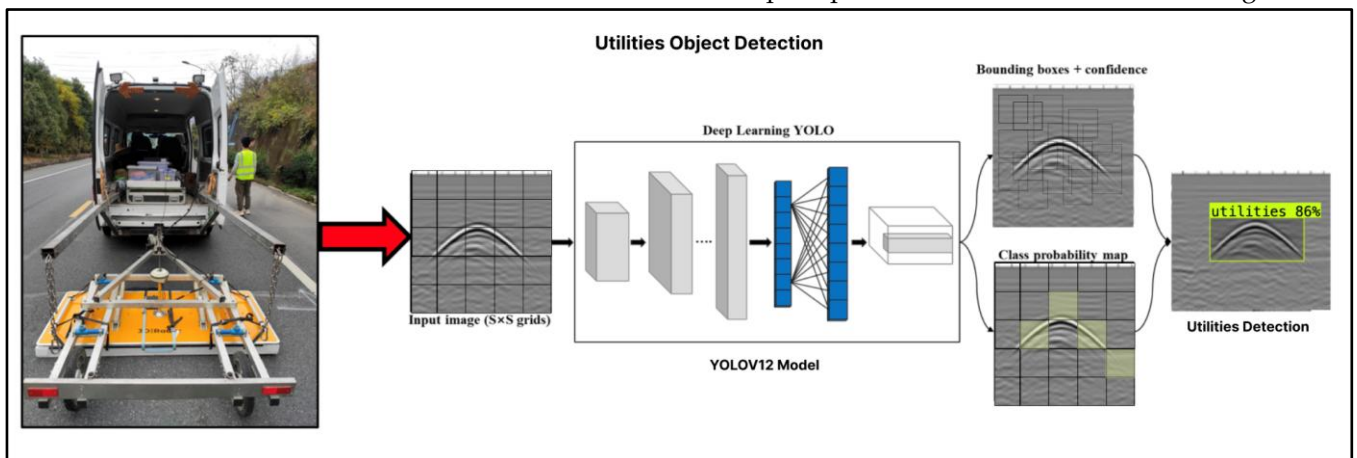 Utilities Object Detection
Bounding boxes + confidence
Deep Learning YOLO
utilities 86%
Class probability map
Input image (S×S grids)
Utilities Detection
YOLOV12 Model